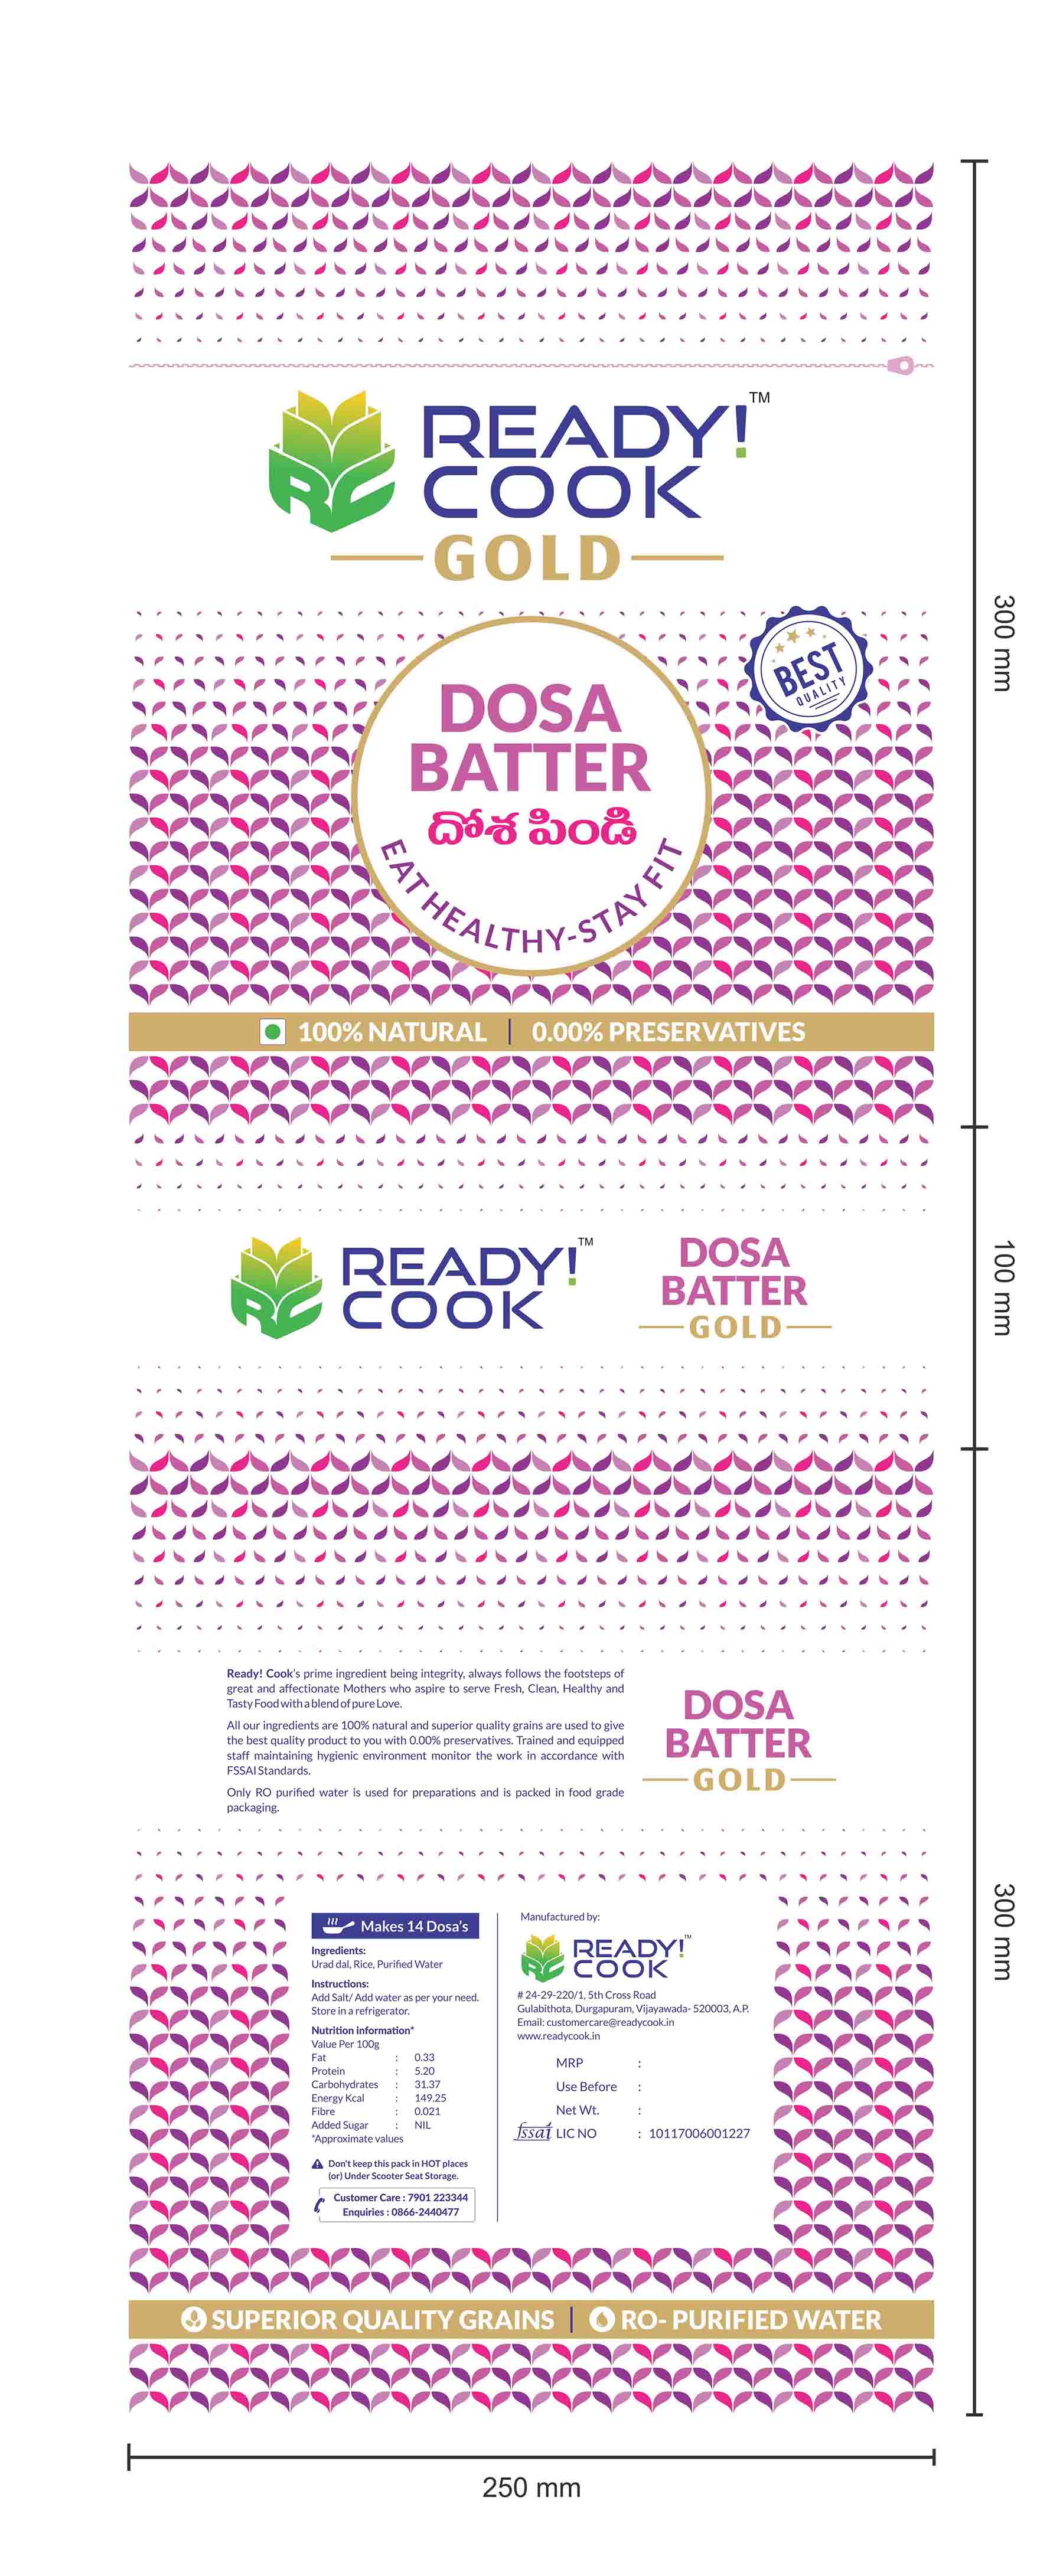 READY!™
COOK
GOLD
BEST
QUALITY
DOSA
BATTER
దోశ పిండి
EAT HEALTHY-STAY FIT
100% NATURAL | 0.00% PRESERVATIVES
300 mm
READY!™
COOK
DOSA
BATTER
GOLD
100 mm
Ready! Cook's prime ingredient being integrity, always follows the footsteps of
great and affectionate Mothers who aspire to serve Fresh, Clean, Healthy and
Tasty Food with a blend of pure Love.
All our ingredients are 100% natural and superior quality grains are used to give
the best quality product to you with 0.00% preservatives. Trained and equipped
staff maintaining hygienic environment monitor the work in accordance with
FSSAI Standards.
Only RO purified water is used for preparations and is packed in food grade
packaging.
DOSA
BATTER
GOLD
300 mm
Makes 14 Dosa's
Ingredients:
Urad dal, Rice, Purified Water
Instructions:
Add Salt/ Add water as per your need.
Store in a refrigerator.
Nutrition information*
Value Per 100g
Fat : 0.33
Protein : 5.20
Carbohydrates : 31.37
Energy Kcal : 149.25
Fibre : 0.021
Added Sugar : NIL
*Approximate values
Don't keep this pack in HOT places
(or) Under Scooter Seat Storage.
Customer Care : 7901 223344
Enquiries : 0866-2440477
Manufactured by:
READY!™
COOK
# 24-29-220/1, 5th Cross Road
Gulabithota, Durgapuram, Vijayawada- 520003, A.P.
Email: customercare@readycook.in
www.readycook.in
MRP :
Use Before :
Net Wt. :
fssai LIC NO : 10117006001227
SUPERIOR QUALITY GRAINS | RO- PURIFIED WATER
250 mm